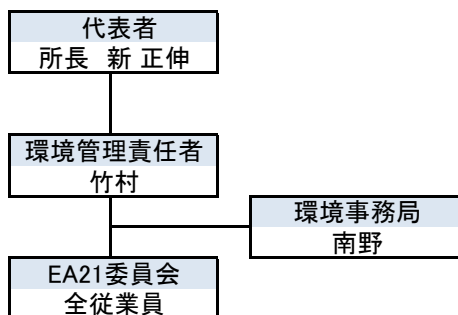 代表者
所長 新 正伸
環境管理責任者
竹村
環境事務局
南野
EA21委員会
全従業員